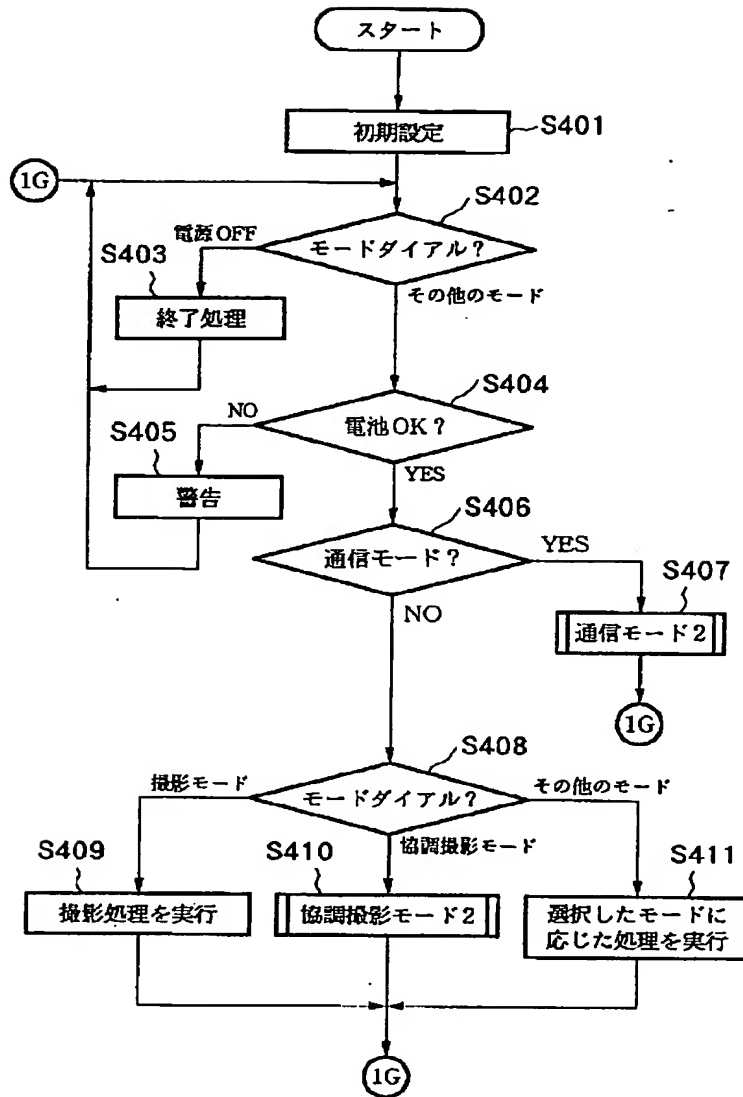 スタート
初期設定
S401
1G
S402
モードダイアル?
電源OFF
その他のモード
S403
終了処理
S404
電池OK?
NO
YES
S405
警告
S406
通信モード?
YES
NO
S407
通信モード2
1G
S408
モードダイアル?
撮影モード
協調撮影モード
その他のモード
S409
撮影処理を実行
S410
協調撮影モード2
S411
選択したモードに
応じた処理を実行
1G